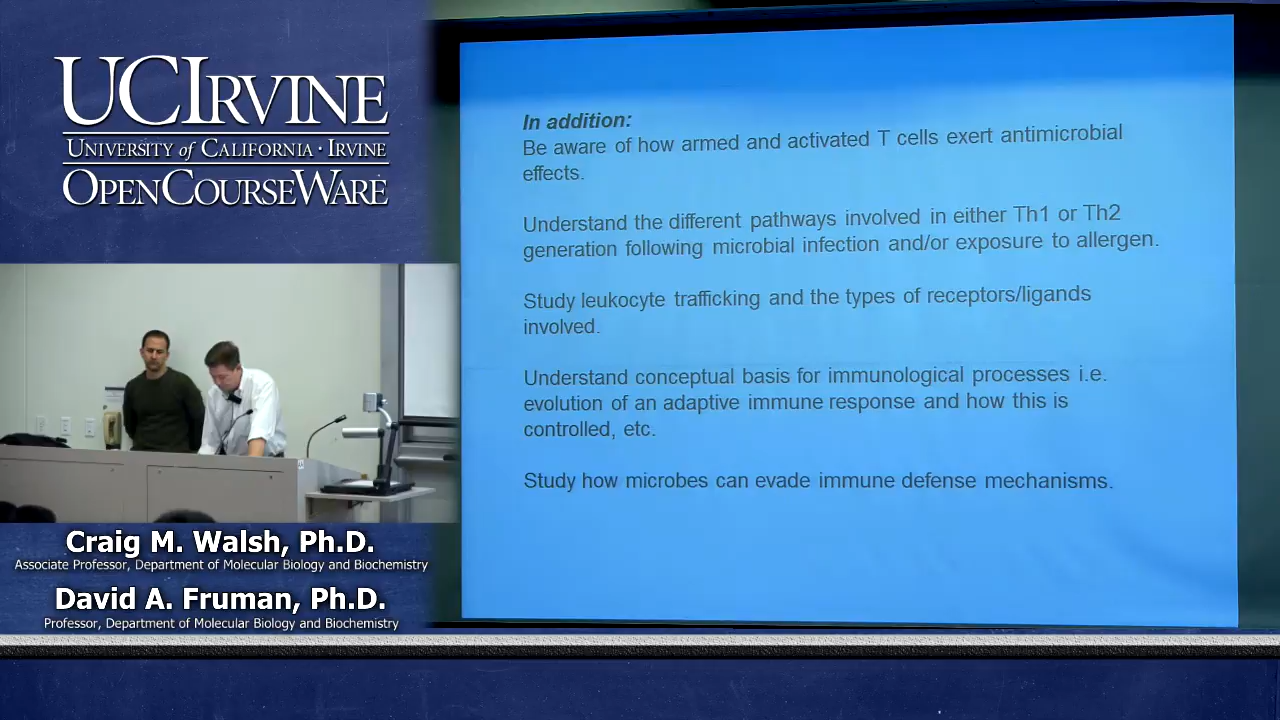 UCIRVINE
UNIVERSITY of CALIFORNIA · IRVINE
OPENCOURSEWARE
In addition:
Be aware of how armed and activated T cells exert antimicrobial
effects.
Understand the different pathways involved in either Th1 or Th2
generation following microbial infection and/or exposure to allergen.
Study leukocyte trafficking and the types of receptors/ligands
involved.
Understand conceptual basis for immunological processes i.e.
evolution of an adaptive immune response and how this is
controlled, etc.
Study how microbes can evade immune defense mechanisms.
Craig M. Walsh, Ph.D.
Associate Professor, Department of Molecular Biology and Biochemistry
David A. Fruman, Ph.D.
Professor, Department of Molecular Biology and Biochemistry